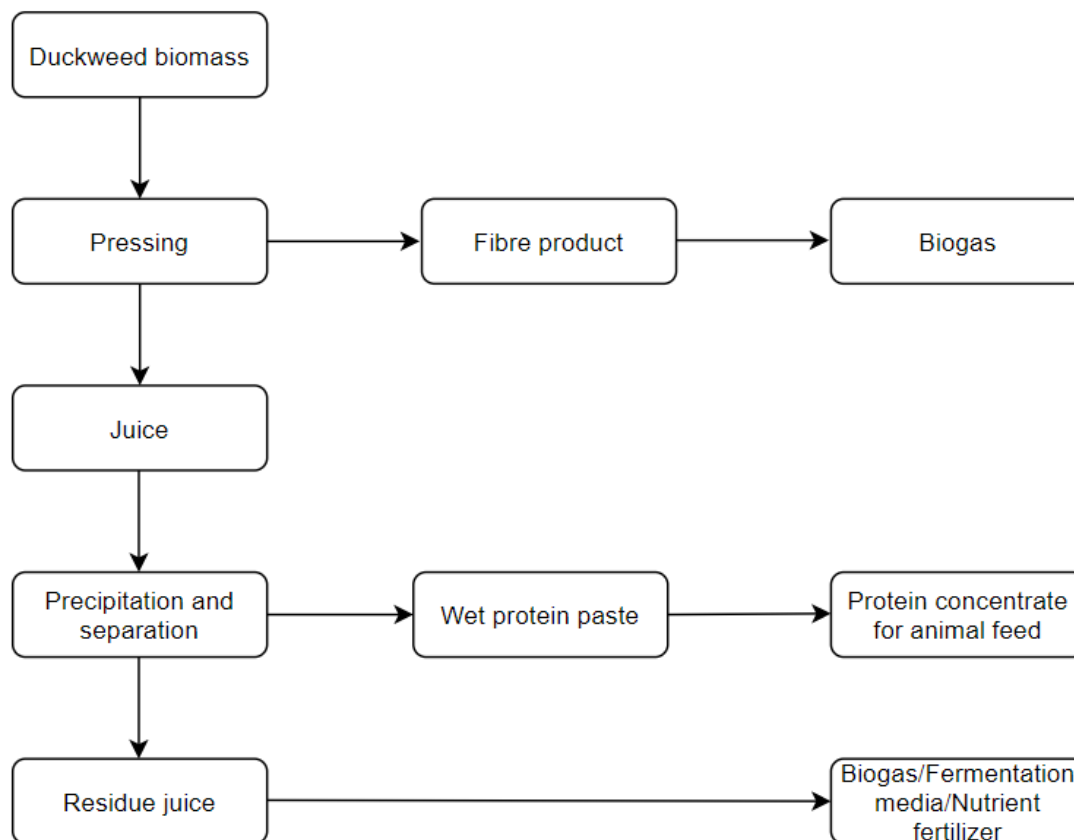 Duckweed biomass
Pressing
Fibre product
Biogas
Juice
Precipitation and
separation
Wet protein paste
Protein concentrate
for animal feed
Residue juice
Biogas/Fermentation
media/Nutrient
fertilizer